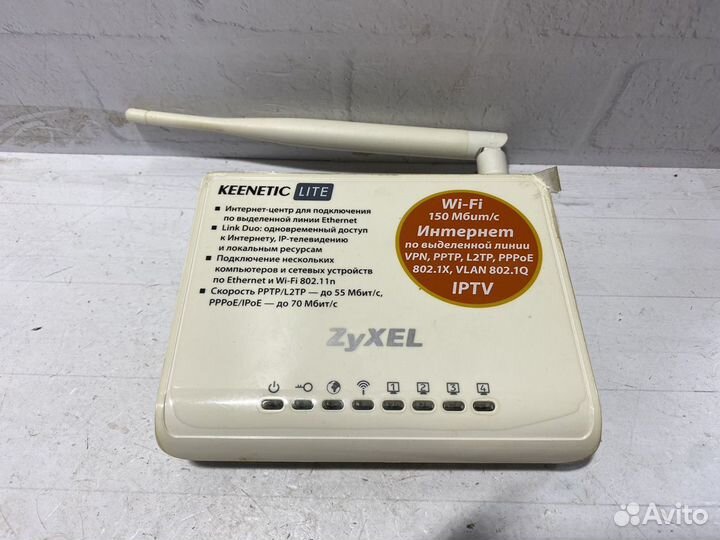 KEENETIC LITE
■ Интернет-центр для подключения
по выделенной линии Ethernet
■ Link Duo: одновременный доступ
к Интернету, IP-телевидению
и локальным ресурсам
■ Подключение нескольких
компьютеров и сетевых устройств
по Ethernet и Wi-Fi 802.11n
■ Скорость PPTP/L2TP — до 55 Мбит/с,
PPPoE/IPoE — до 70 Мбит/с
Wi-Fi
150 Мбит/с
Интернет
по выделенной линии
VPN, PPTP, L2TP, PPPoE
802.1X, VLAN 802.1Q
IPTV
ZyXEL
1 2 3 4
Avito